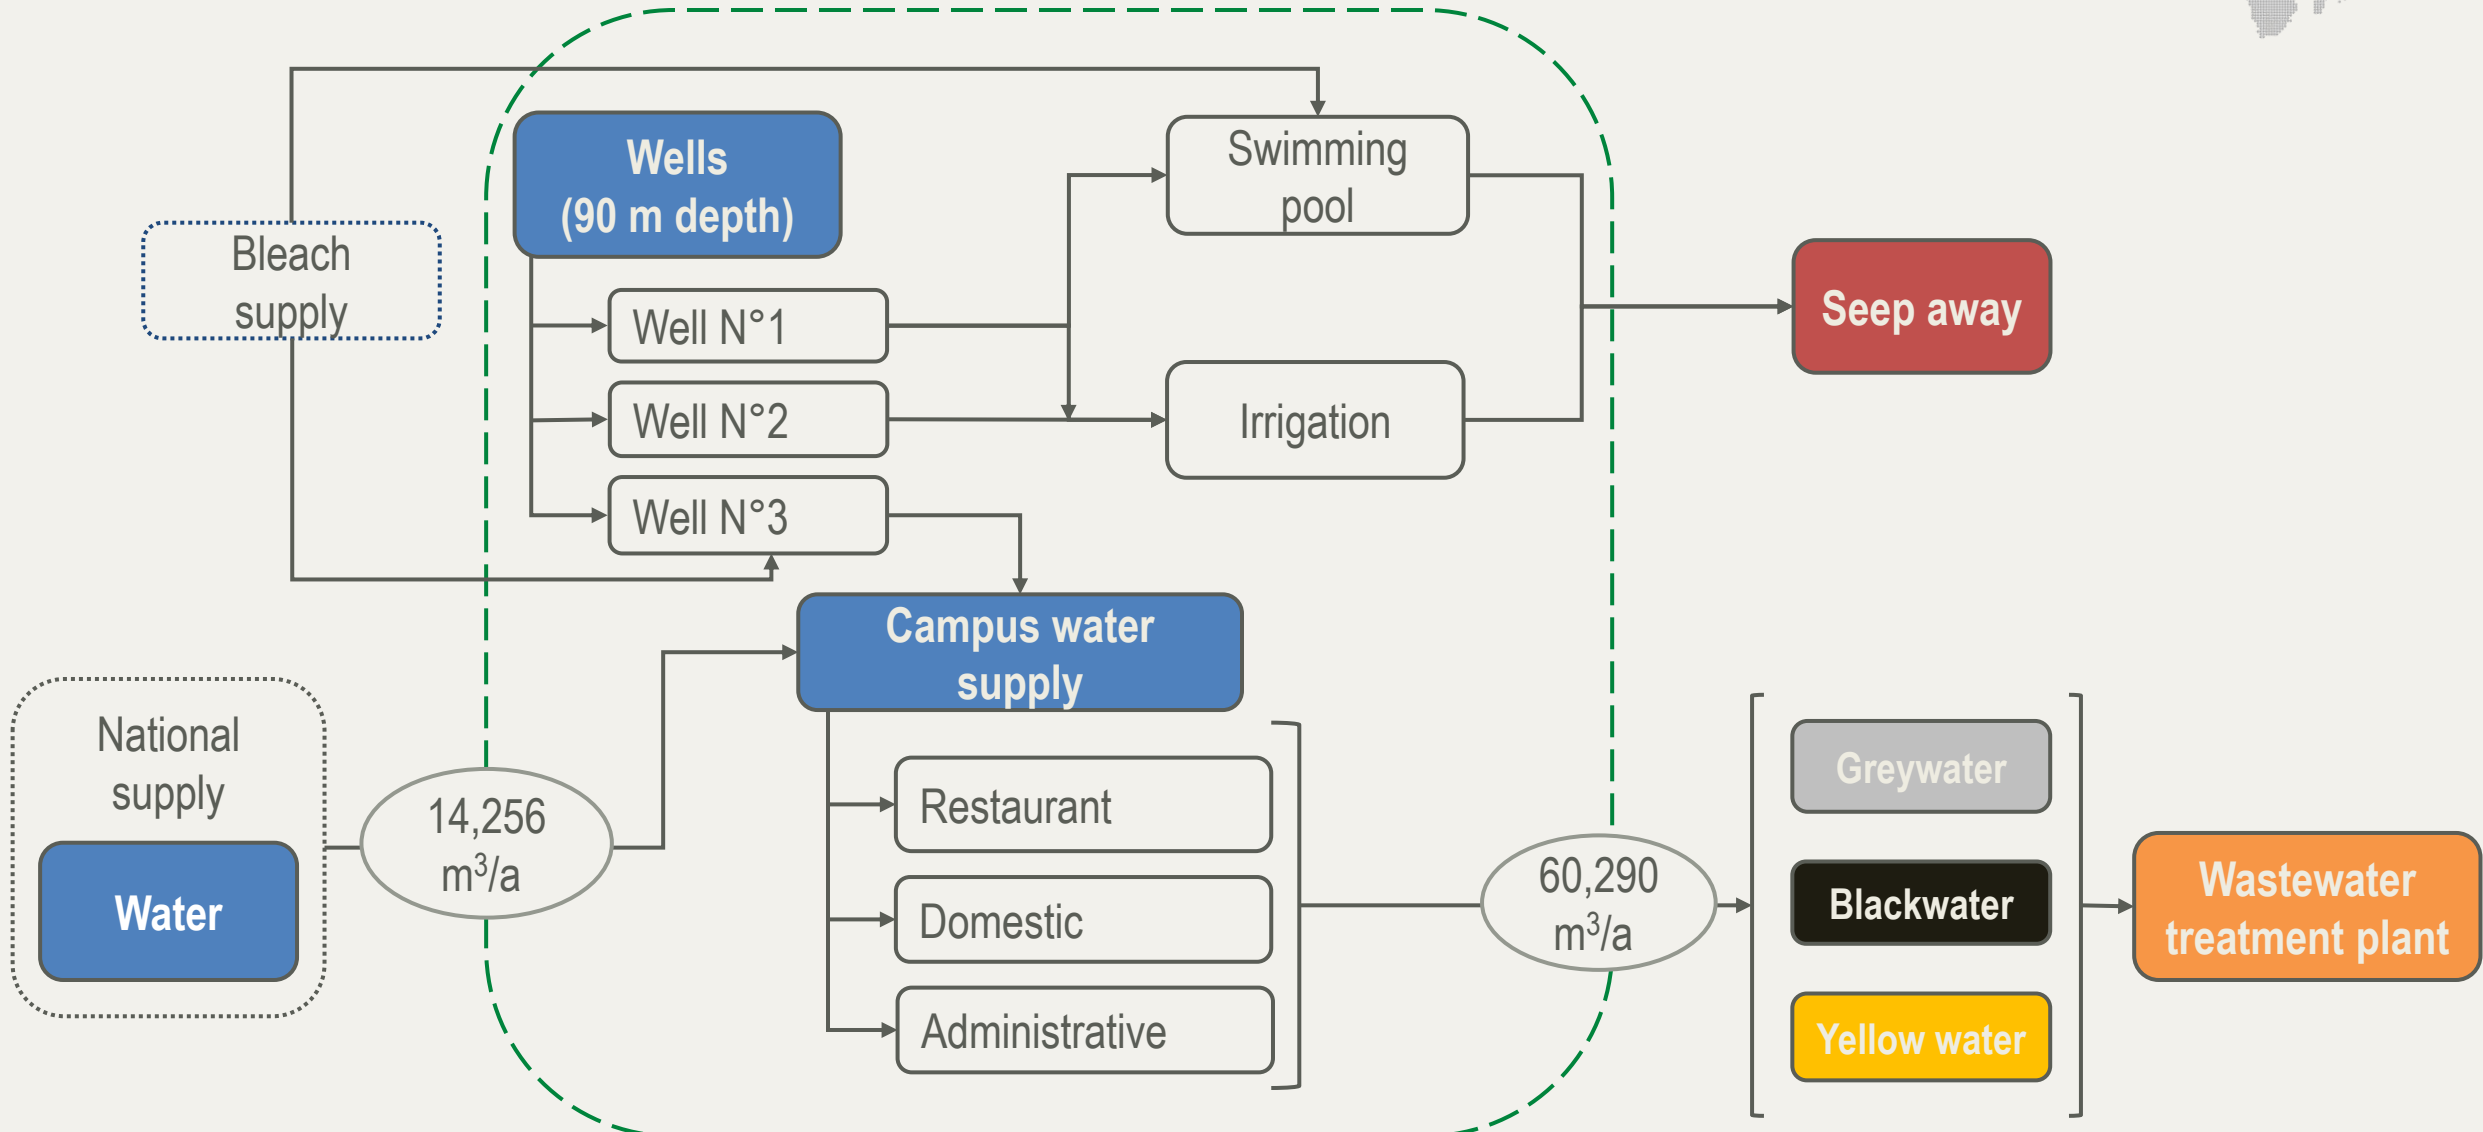 Wells
(90 m depth)
Swimming
pool
Bleach
supply
Well N°1
Well N°2
Well N°3
Irrigation
Seep away
Campus water
supply
National
supply
Water
14,256
m³/a
Restaurant
Domestic
Administrative
60,290
m³/a
Greywater
Blackwater
Yellow water
Wastewater
treatment plant